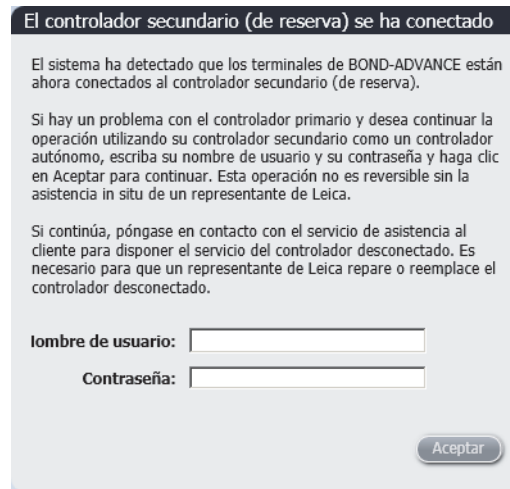 El controlador secundario (de reserva) se ha conectado
El sistema ha detectado que los terminales de BOND-ADVANCE están
ahora conectados al controlador secundario (de reserva).
Si hay un problema con el controlador primario y desea continuar la
operación utilizando su controlador secundario como un controlador
autónomo, escriba su nombre de usuario y su contraseña y haga clic
en Aceptar para continuar. Esta operación no es reversible sin la
asistencia in situ de un representante de Leica.
Si continúa, póngase en contacto con el servicio de asistencia al
cliente para disponer el servicio del controlador desconectado. Es
necesario para que un representante de Leica repare o reemplace el
controlador desconectado.
lombre de usuario:
Contraseña:
Aceptar